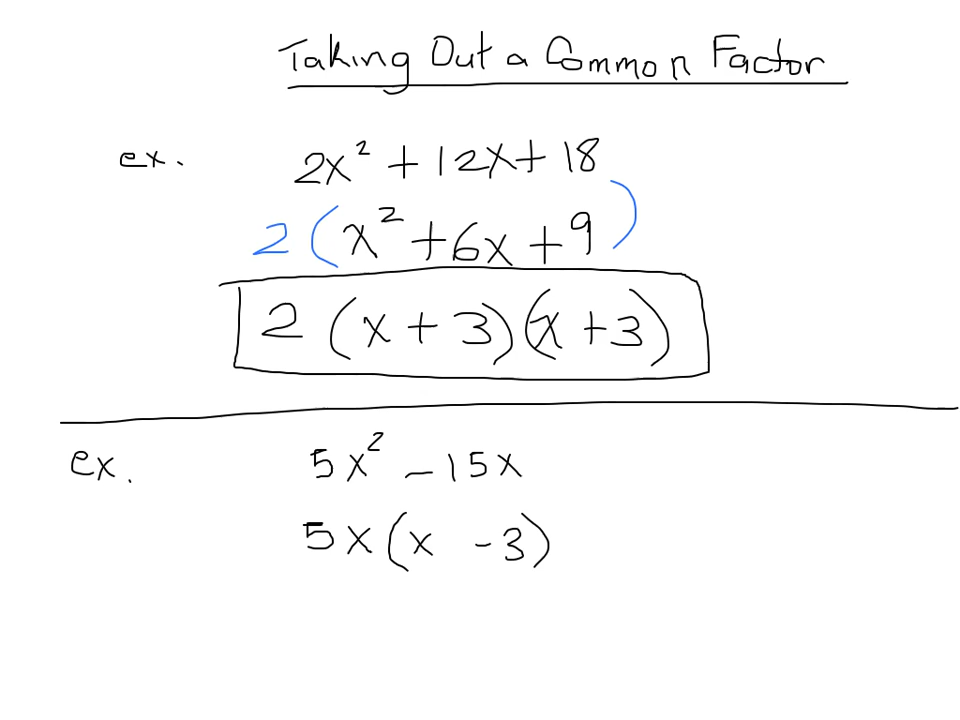 Taking Out a Common Factor
ex. 2x² + 12x + 18
2 (x² + 6x + 9)
2 (x + 3)(x + 3)
ex. 5x² - 15x
5x(x - 3)